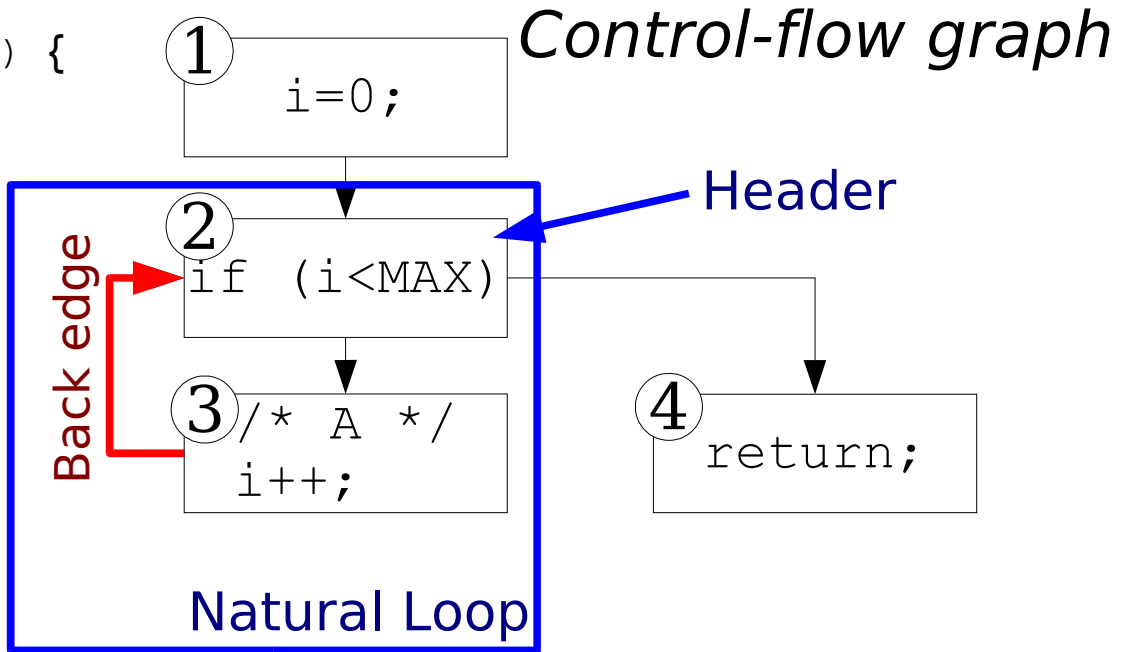 ) {
Control-flow graph
1
i=0;
Header
2
if (i<MAX)
Back edge
3
/* A */
i++;
4
return;
Natural Loop